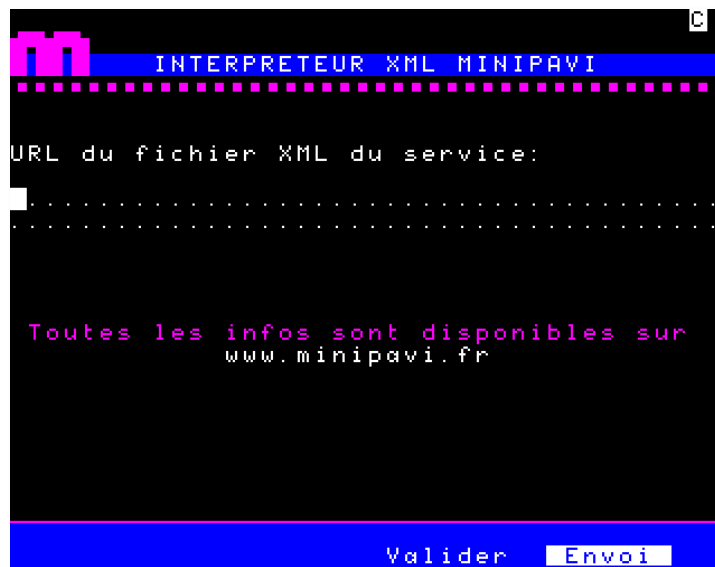 C
m
INTERPRETEUR XML MINIPAVI
URL du fichier XML du service:
........................................
........................................
Toutes les infos sont disponibles sur
www.minipavi.fr
Valider Envoi